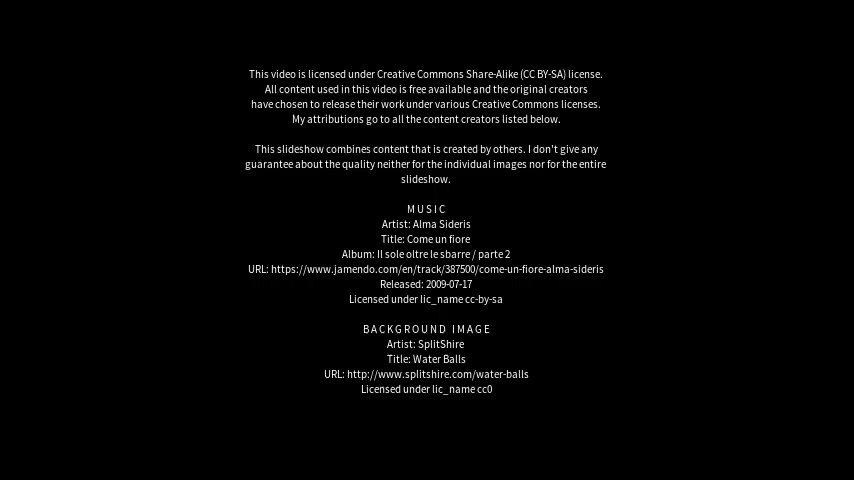 This video is licensed under Creative Commons Share-Alike (CC BY-SA) license.
All content used in this video is free available and the original creators
have chosen to release their work under various Creative Commons licenses.
My attributions go to all the content creators listed below.
This slideshow combines content that is created by others. I don't give any
guarantee about the quality neither for the individual images nor for the entire
slideshow.
MUSIC
Artist: Alma Sideris
Title: Come un fiore
Album: Il sole oltre le sbarre / parte 2
URL: https://www.jamendo.com/en/track/387500/come-un-fiore-alma-sideris
Released: 2009-07-17
Licensed under lic_name cc-by-sa
BACKGROUND IMAGE
Artist: SplitShire
Title: Water Balls
URL: http://www.splitshire.com/water-balls
Licensed under lic_name cc0